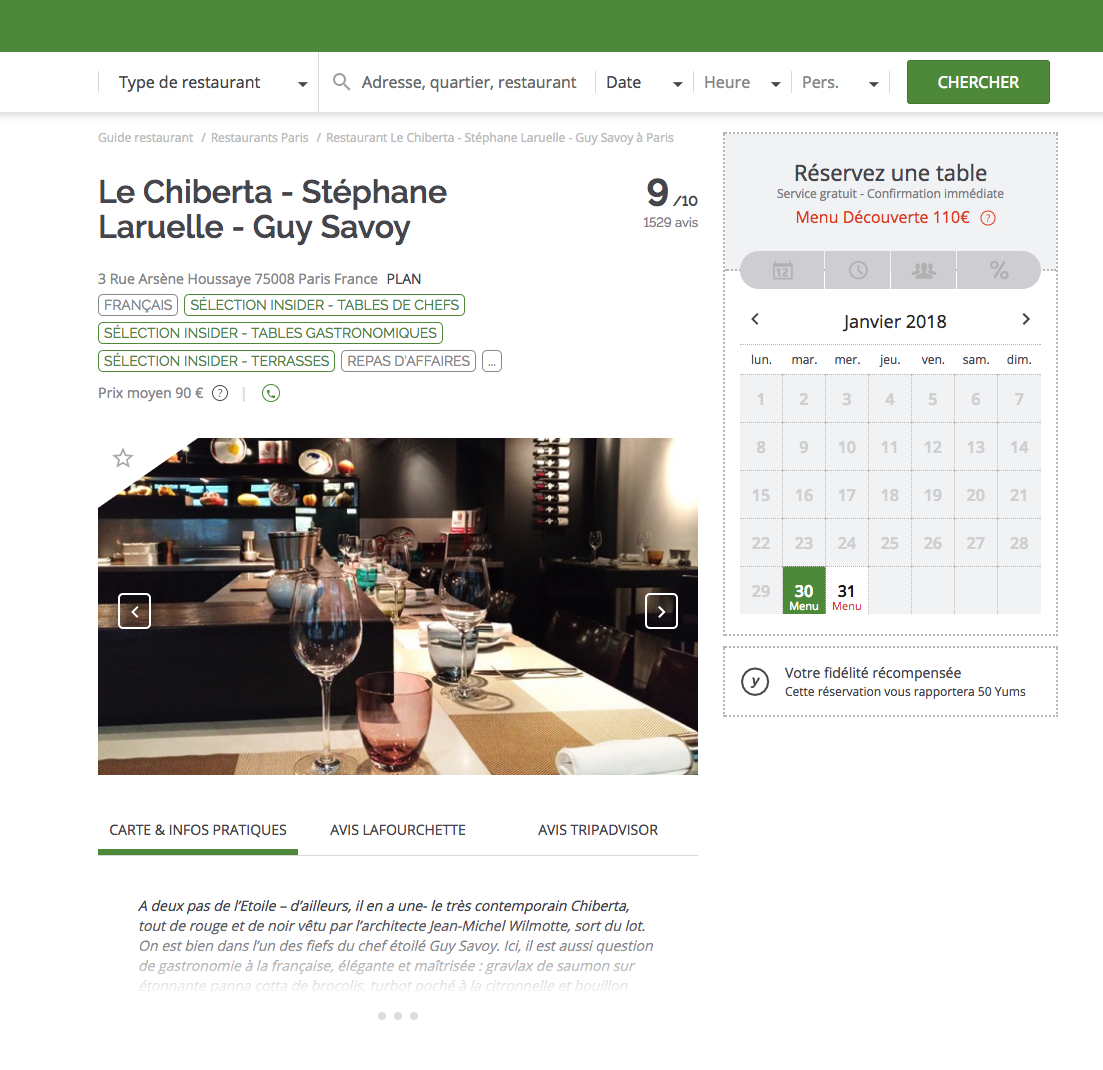 Type de restaurant
Adresse, quartier, restaurant
Date
Heure
Pers.
CHERCHER
Guide restaurant / Restaurants Paris / Restaurant Le Chiberta - Stéphane Laruelle - Guy Savoy à Paris
Le Chiberta - Stéphane
Laruelle - Guy Savoy
9 /10
1529 avis
3 Rue Arsène Houssaye 75008 Paris France PLAN
FRANÇAIS SÉLECTION INSIDER - TABLES DE CHEFS
SÉLECTION INSIDER - TABLES GASTRONOMIQUES
SÉLECTION INSIDER - TERRASSES REPAS D'AFFAIRES ...
Prix moyen 90 € ? |
CARTE & INFOS PRATIQUES
AVIS LAFOURCHETTE
AVIS TRIPADVISOR
A deux pas de l'Etoile – d'ailleurs, il en a une- le très contemporain Chiberta,
tout de rouge et de noir vêtu par l'architecte Jean-Michel Wilmotte, sort du lot.
On est bien dans l'un des fiefs du chef étoilé Guy Savoy. Ici, il est aussi question
de gastronomie à la française, élégante et maîtrisée : gravlax de saumon sur
étonnante panna cotta de brocolis, turbot poché à la citronnelle et bouillon
Réservez une table
Service gratuit - Confirmation immédiate
Menu Découverte 110€ ?
12
%
Janvier 2018
lun. mar. mer. jeu. ven. sam. dim.
1 2 3 4 5 6 7
8 9 10 11 12 13 14
15 16 17 18 19 20 21
22 23 24 25 26 27 28
29 30 31
Menu Menu
y
Votre fidélité récompensée
Cette réservation vous rapportera 50 Yums